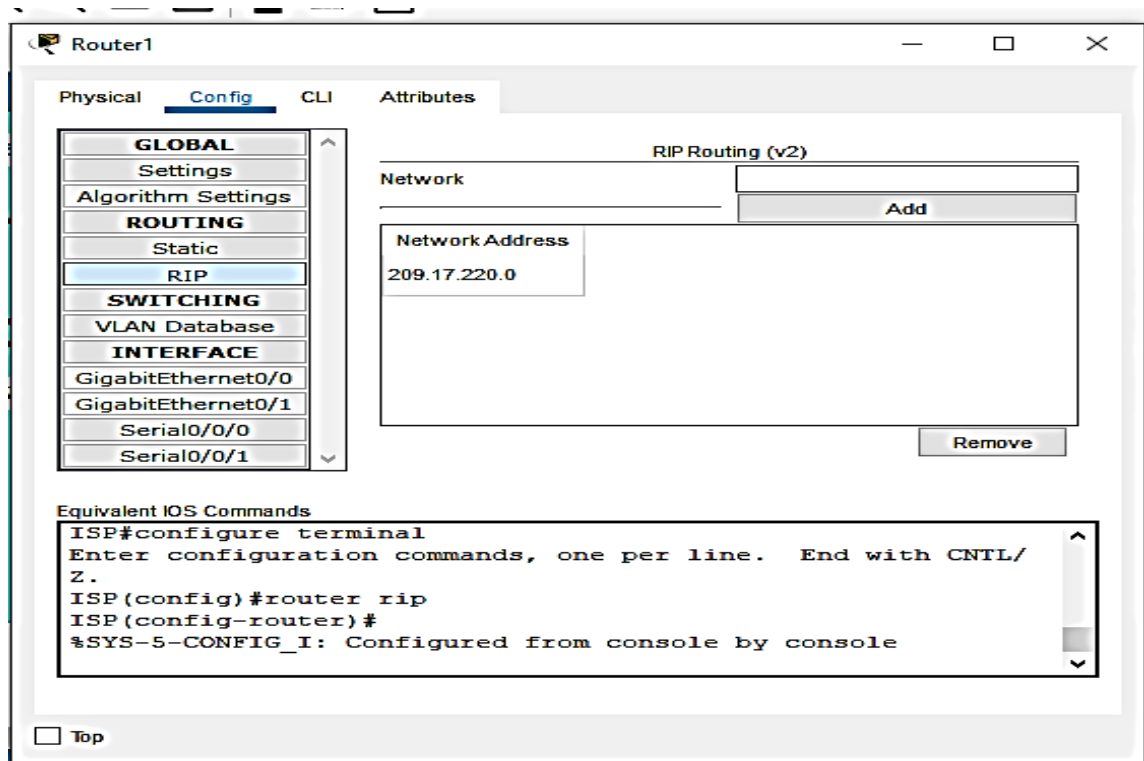 Router1
Physical Config CLI Attributes
GLOBAL
Settings
Algorithm Settings
ROUTING
Static
RIP
SWITCHING
VLAN Database
INTERFACE
GigabitEthernet0/0
GigabitEthernet0/1
Serial0/0/0
Serial0/0/1
RIP Routing (v2)
Network
Add
Network Address
209.17.220.0
Remove
Equivalent IOS Commands
ISP#configure terminal
Enter configuration commands, one per line. End with CNTL/
Z.
ISP(config)#router rip
ISP(config-router)#
%SYS-5-CONFIG_I: Configured from console by console
Top